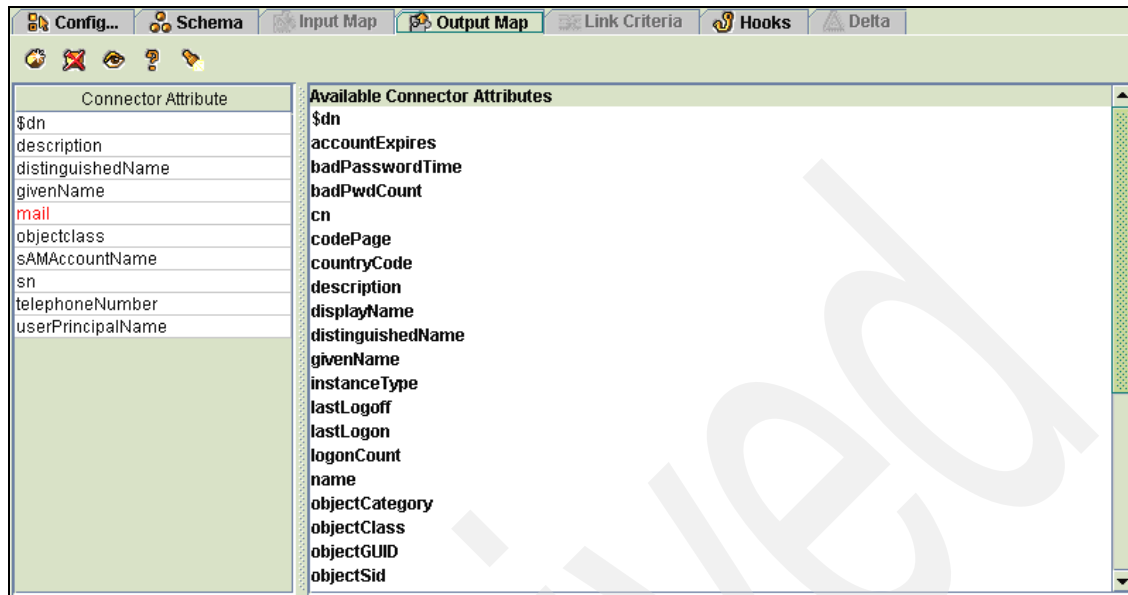 Config... Schema Input Map Output Map Link Criteria Hooks Delta
Connector Attribute
$dn
description
distinguishedName
givenName
mail
objectclass
sAMAccountName
sn
telephoneNumber
userPrincipalName
Available Connector Attributes
$dn
accountExpires
badPasswordTime
badPwdCount
cn
codePage
countryCode
description
displayName
distinguishedName
givenName
instanceType
lastLogoff
lastLogon
logonCount
name
objectCategory
objectClass
objectGUID
objectSid